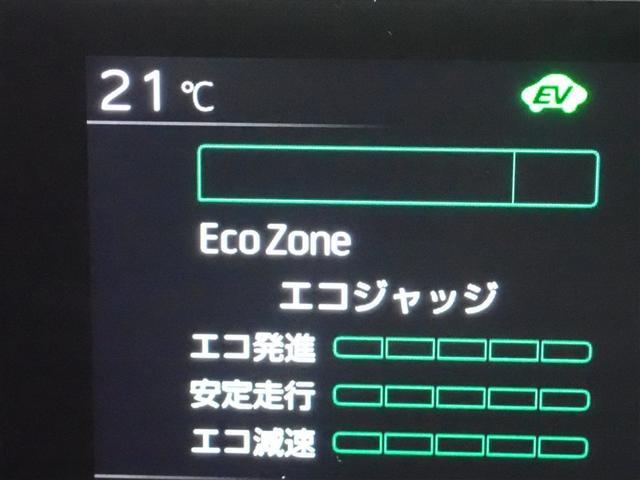 21℃ EV
Eco Zone
エコジャッジ
エコ発進
安定走行
エコ減速